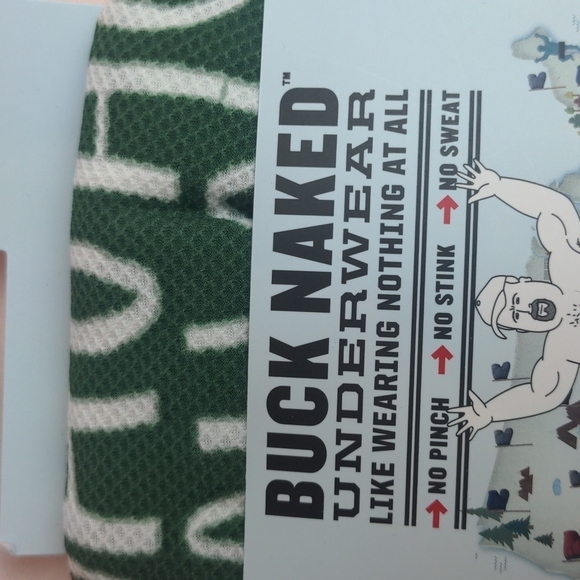 BUCK NAKED™
UNDERWEAR
LIKE WEARING NOTHING AT ALL
→ NO PINCH → NO STINK → NO SWEAT